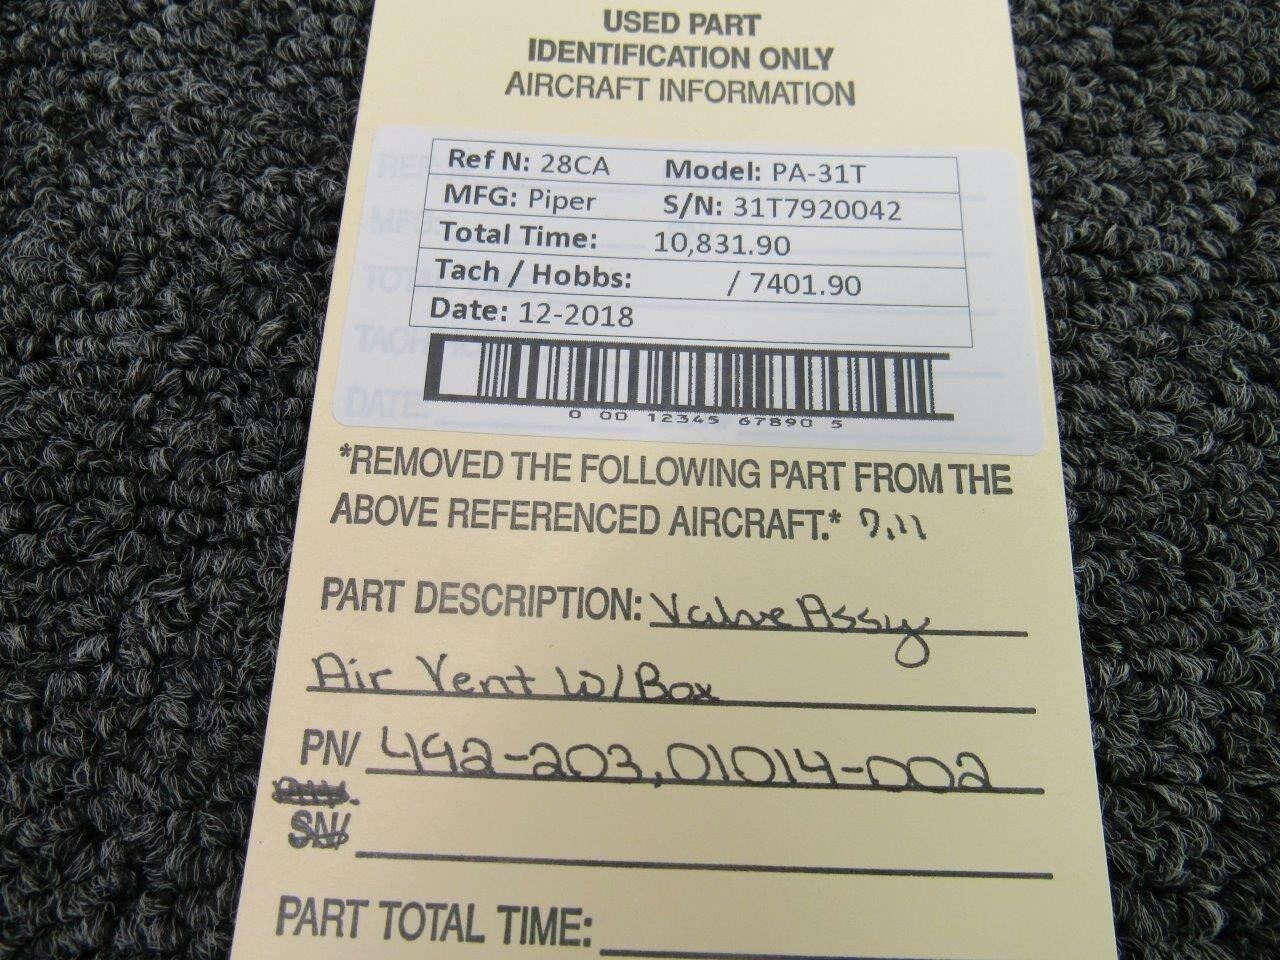 USED PART
IDENTIFICATION ONLY
AIRCRAFT INFORMATION
Ref N: 28CA Model: PA-31T
MFG: Piper S/N: 31T7920042
Total Time: 10,831.90
Tach / Hobbs: / 7401.90
Date: 12-2018
0 00 12345 67890 5
*REMOVED THE FOLLOWING PART FROM THE
ABOVE REFERENCED AIRCRAFT.* 7.11
PART DESCRIPTION: Valve Assy
Air Vent W/Box
PN/ 492-203,01014-002
SN/
PART TOTAL TIME: